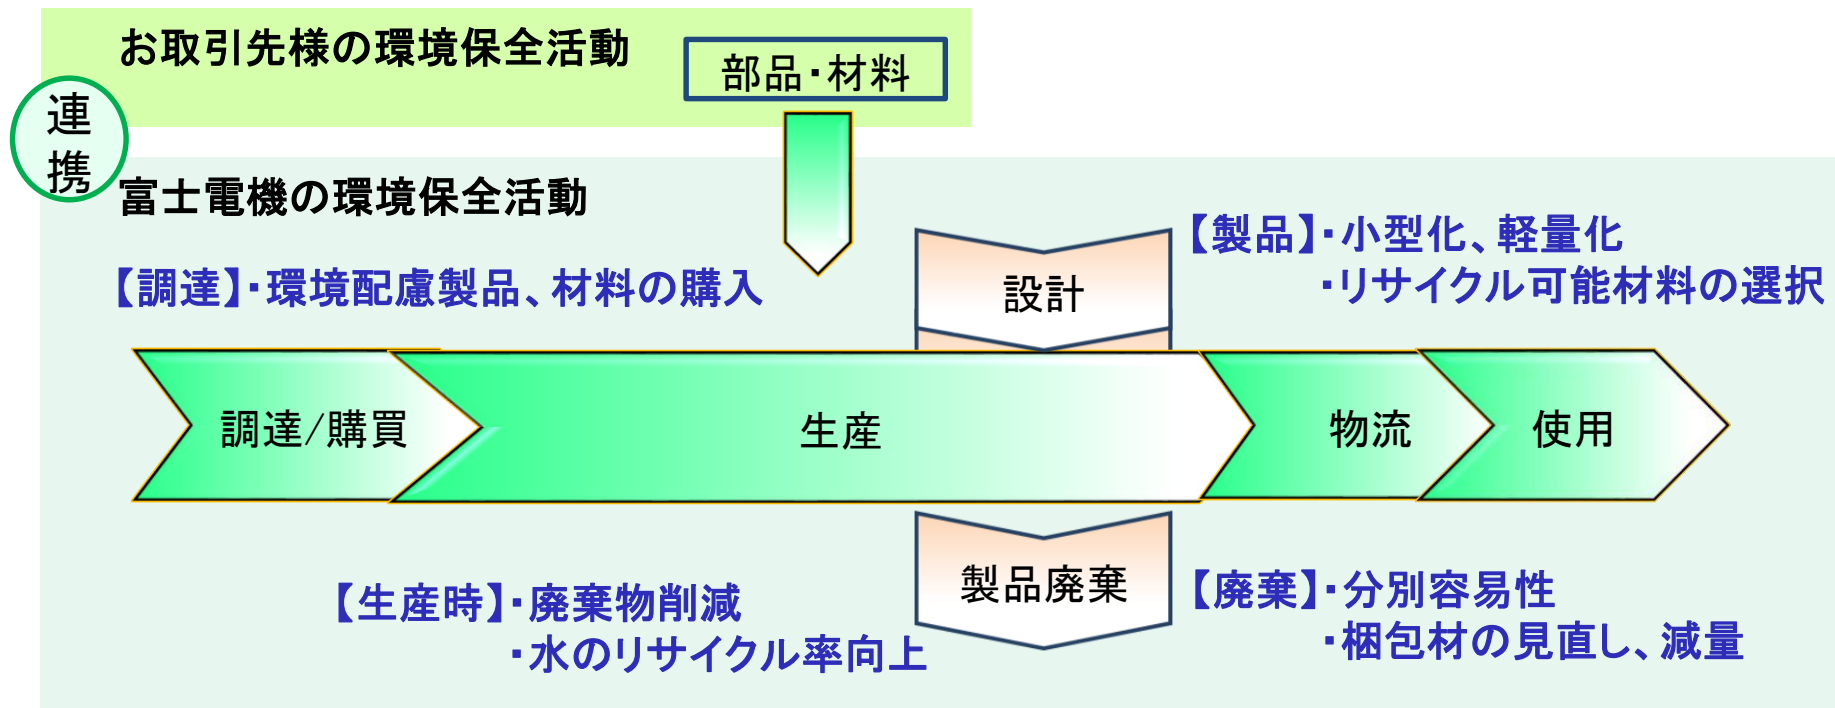 お取引先様の環境保全活動
部品・材料
連
携
富士電機の環境保全活動
【調達】・環境配慮製品、材料の購入
設計
【製品】・小型化、軽量化
・リサイクル可能材料の選択
調達/購買
生産
物流
使用
【生産時】・廃棄物削減
・水のリサイクル率向上
製品廃棄
【廃棄】・分別容易性
・梱包材の見直し、減量